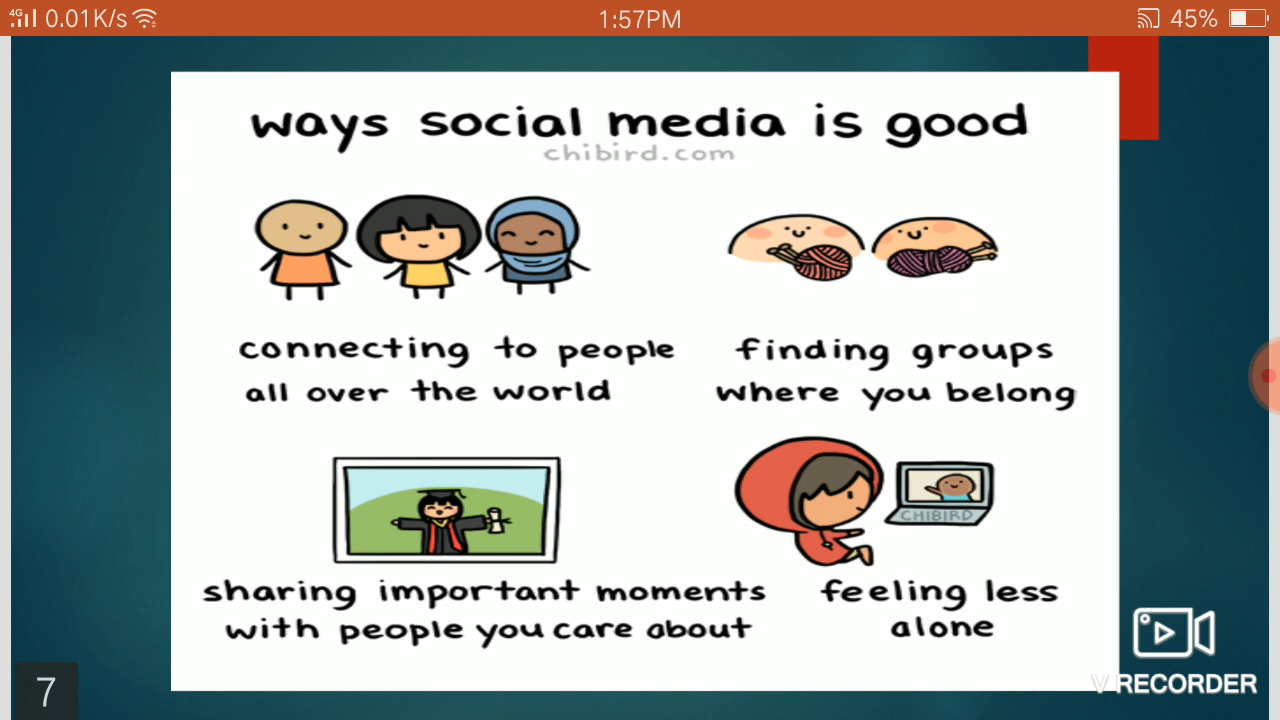 4G 0.01K/s 1:57PM 45%
ways social media is good
chibird.com
connecting to people
all over the world
finding groups
where you belong
CHIBIRD
sharing important moments
with people you care about
feeling less
alone
7
V RECORDER